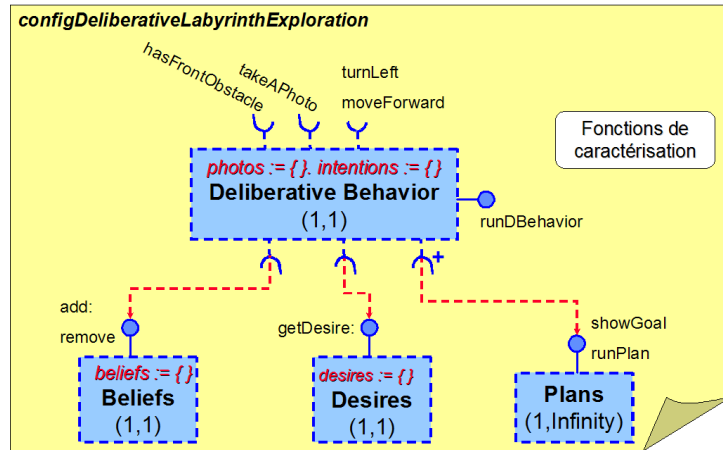 configDeliberativeLabyrinthExploration
hasFrontObstacle
takeAPhoto
turnLeft
moveForward
Fonctions de
caractérisation
photos := { }. intentions := { }
Deliberative Behavior
(1,1)
runDBehavior
+
add:
remove
getDesire:
showGoal
runPlan
beliefs := { }
Beliefs
(1,1)
desires := { }
Desires
(1,1)
Plans
(1,Infinity)